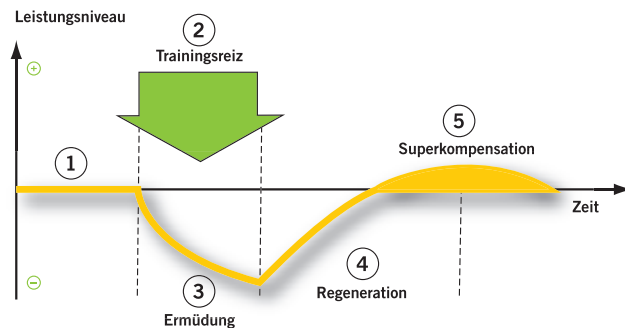 Leistungsniveau
2
Trainingsreiz
+
5
Superkompensation
1
Zeit
4
Regeneration
3
Ermüdung
−